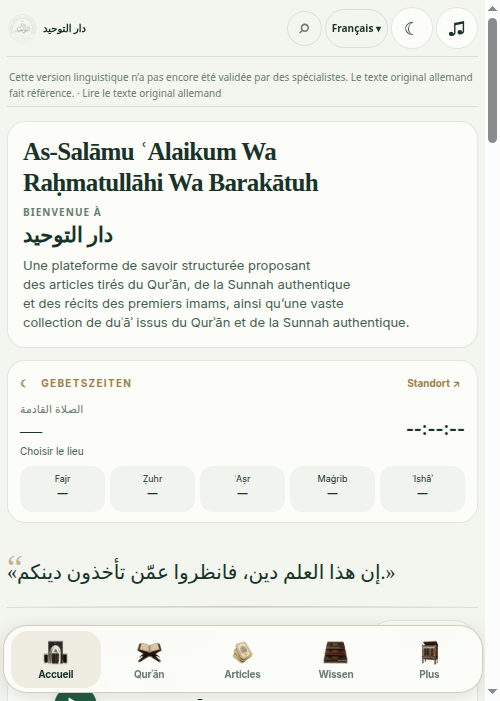 دار التوحيد
Français ▾
Cette version linguistique n’a pas encore été validée par des spécialistes. Le texte original allemand
fait référence. · Lire le texte original allemand
As-Salāmu ʿAlaikum Wa
Raḥmatullāhi Wa Barakātuh
BIENVENUE À
دار التوحيد
Une plateforme de savoir structurée proposant
des articles tirés du Qurʾān, de la Sunnah authentique
et des récits des premiers imams, ainsi qu’une vaste
collection de duʿāʾ issus du Qurʾān et de la Sunnah authentique.
GEBETSZEITEN
Standort ↗
الصلاة القادمة
—
--:--:--
Choisir le lieu
Fajr
Ẓuhr
ʿAṣr
Maġrib
ʿIshāʾ
— — — — —
«إن هذا العلم دين، فانظروا عمّن تأخذون دينكم.»
Accueil
Qurʾān
Articles
Wissen
Plus